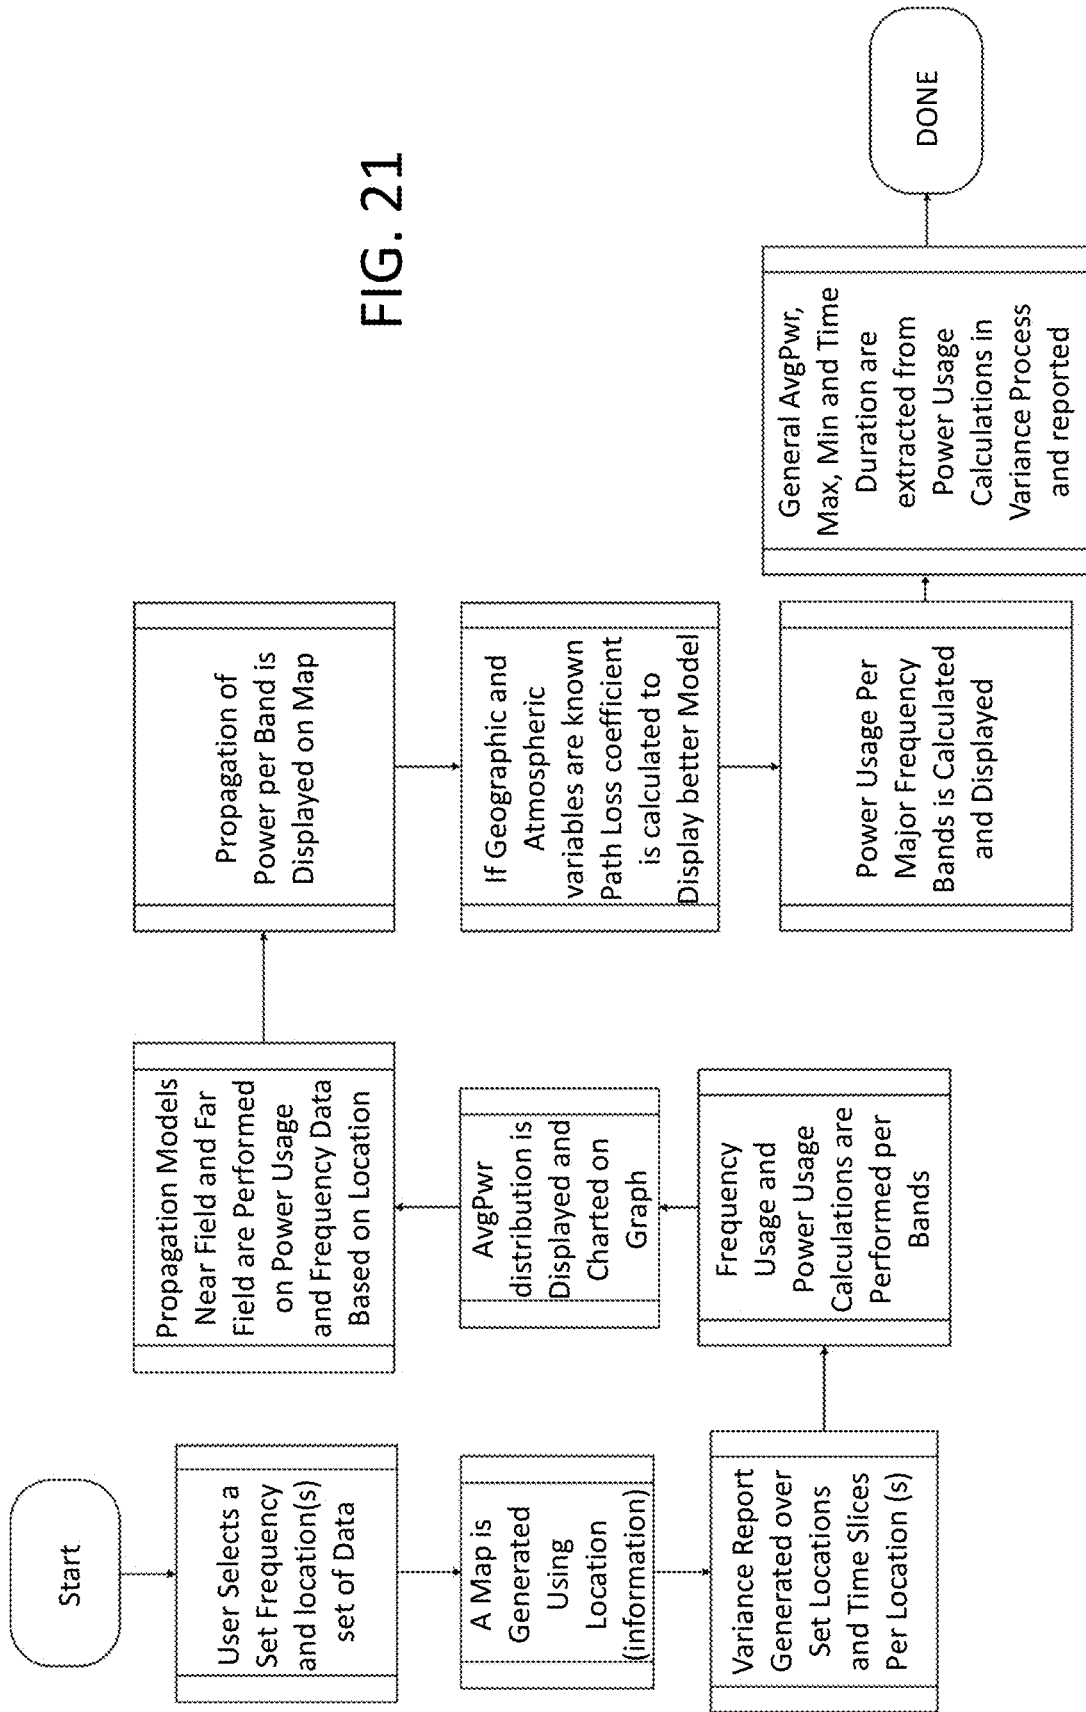 FIG. 21
Start
User Selects a
Set Frequency
and location(s)
set of Data
A Map is
Generated
Using
Location
(information)
Variance Report
Generated over
Set Locations
and Time Slices
Per Location (s)
Frequency
Usage and
Power Usage
Calculations are
Performed per
Bands
AvgPwr
distribution is
Displayed and
Charted on
Graph
Propagation Models
Near Field and Far
Field are Performed
on Power Usage
and Frequency Data
Based on Location
Propagation of
Power per Band is
Displayed on Map
If Geographic and
Atmospheric
variables are known
Path Loss coefficient
is calculated to
Display better Model
Power Usage Per
Major Frequency
Bands is Calculated
and Displayed
General AvgPwr,
Max, Min and Time
Duration are
extracted from
Power Usage
Calculations in
Variance Process
and reported
DONE